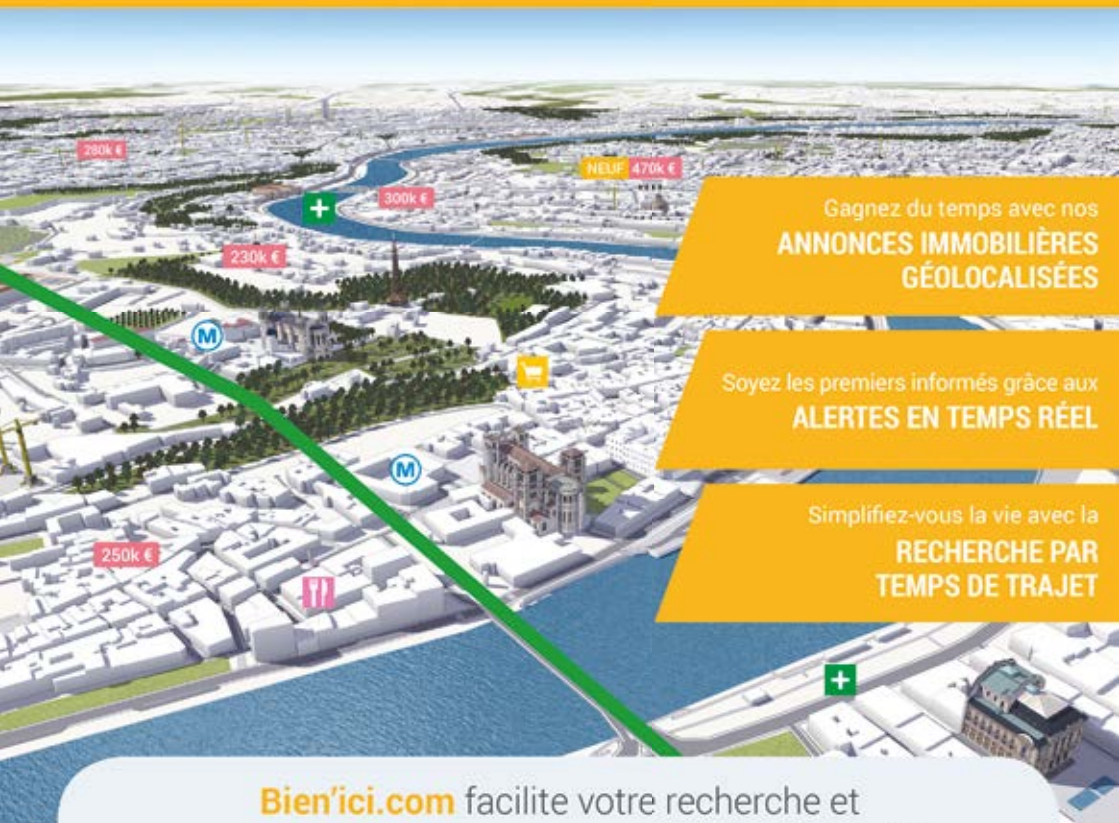 280k €
NEUF 470k €
300k €
230k €
Gagnez du temps avec nos
ANNONCES IMMOBILIÈRES
GÉOLOCALISÉES
M
Soyez les premiers informés grâce aux
ALERTES EN TEMPS RÉEL
M
Simplifiez-vous la vie avec la
RECHERCHE PAR
TEMPS DE TRAJET
250k €
Bien'ici.com facilite votre recherche et